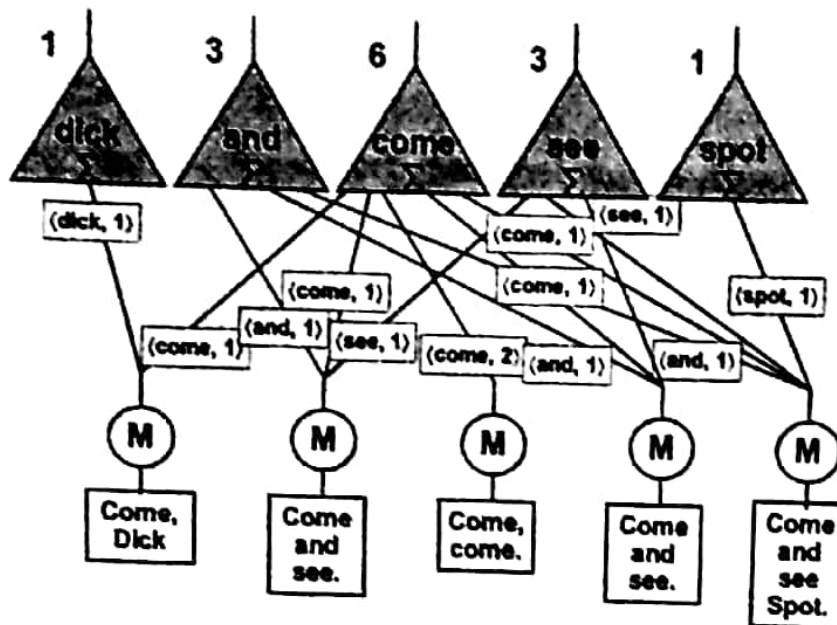 1 3 6 3 1
dick and come see spot
Σ Σ Σ Σ Σ
(dick, 1)
(see, 1)
(come, 1)
(come, 1)
(come, 1)
(spot, 1)
(come, 1)
(and, 1)
(see, 1)
(come, 2)
(and, 1)
(and, 1)
M M M M M
Come,
Dick
Come
and
see.
Come,
come.
Come
and
see.
Come
and
see
Spot.